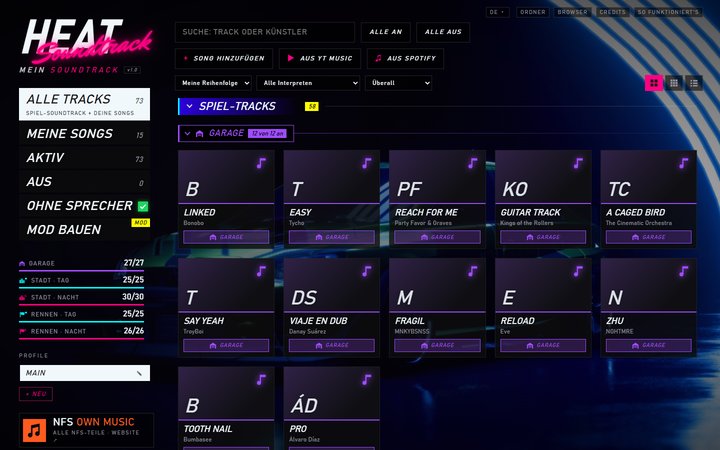 HEAT
Soundtrack
MEIN SOUNDTRACK v1.0
ALLE TRACKS 73
SPIEL-SOUNDTRACK + DEINE SONGS
MEINE SONGS 15
AKTIV 73
AUS 0
OHNE SPRECHER
MOD BAUEN MOD
GARAGE 27/27
STADT · TAG 25/25
STADT · NACHT 30/30
RENNEN · TAG 25/25
RENNEN · NACHT 26/26
PROFILE
MAIN
+ NEU
NFS OWN MUSIC
ALLE NFS-TEILE · WEBSITE
DE
ORDNER
BROWSER
CREDITS
SO FUNKTIONIERT'S
SUCHE: TRACK ODER KÜNSTLER
ALLE AN
ALLE AUS
+ SONG HINZUFÜGEN
AUS YT MUSIC
AUS SPOTIFY
Meine Reihenfolge
Alle Interpreten
Überall
SPIEL-TRACKS 58
GARAGE 12 von 12 an
B
LINKED
Bonobo
GARAGE
T
EASY
Tycho
GARAGE
PF
REACH FOR ME
Party Favor & Graves
GARAGE
KO
GUITAR TRACK
Kings of the Rollers
GARAGE
TC
A CAGED BIRD
The Cinematic Orchestra
GARAGE
T
SAY YEAH
TroyBoi
GARAGE
DS
VIAJE EN DUB
Danay Suárez
GARAGE
M
FRAGIL
MNKYBSNSS
GARAGE
E
RELOAD
Eve
GARAGE
N
ZHU
NGHTMRE
GARAGE
B
TOOTH NAIL
Bumbasee
ÁD
PRO
Álvaro Díaz